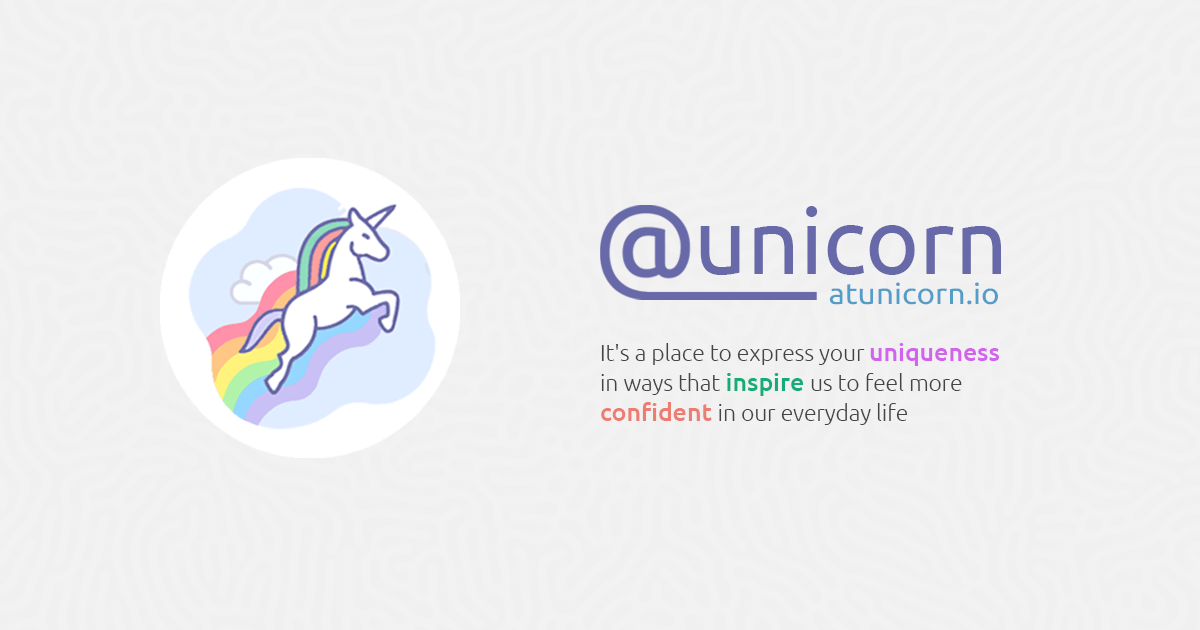 @unicorn
atunicorn.io
It's a place to express your uniqueness
in ways that inspire us to feel more
confident in our everyday life